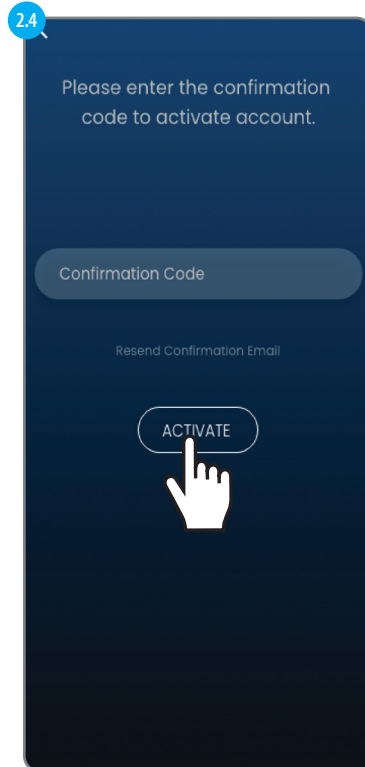 2.4
Please enter the confirmation
code to activate account.
Confirmation Code
Resend Confirmation Email
ACTIVATE